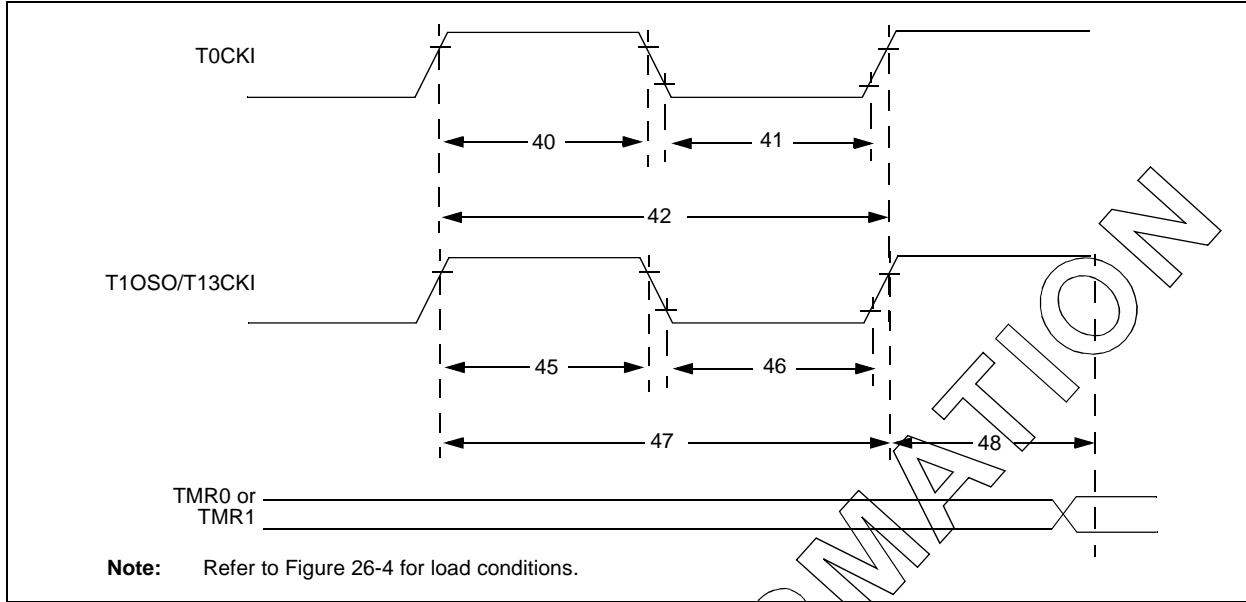 T0CKI
40
41
42
T1OSO/T13CKI
45
46
47
48
TMR0 or
TMR1
Note: Refer to Figure 26-4 for load conditions.
RMATION